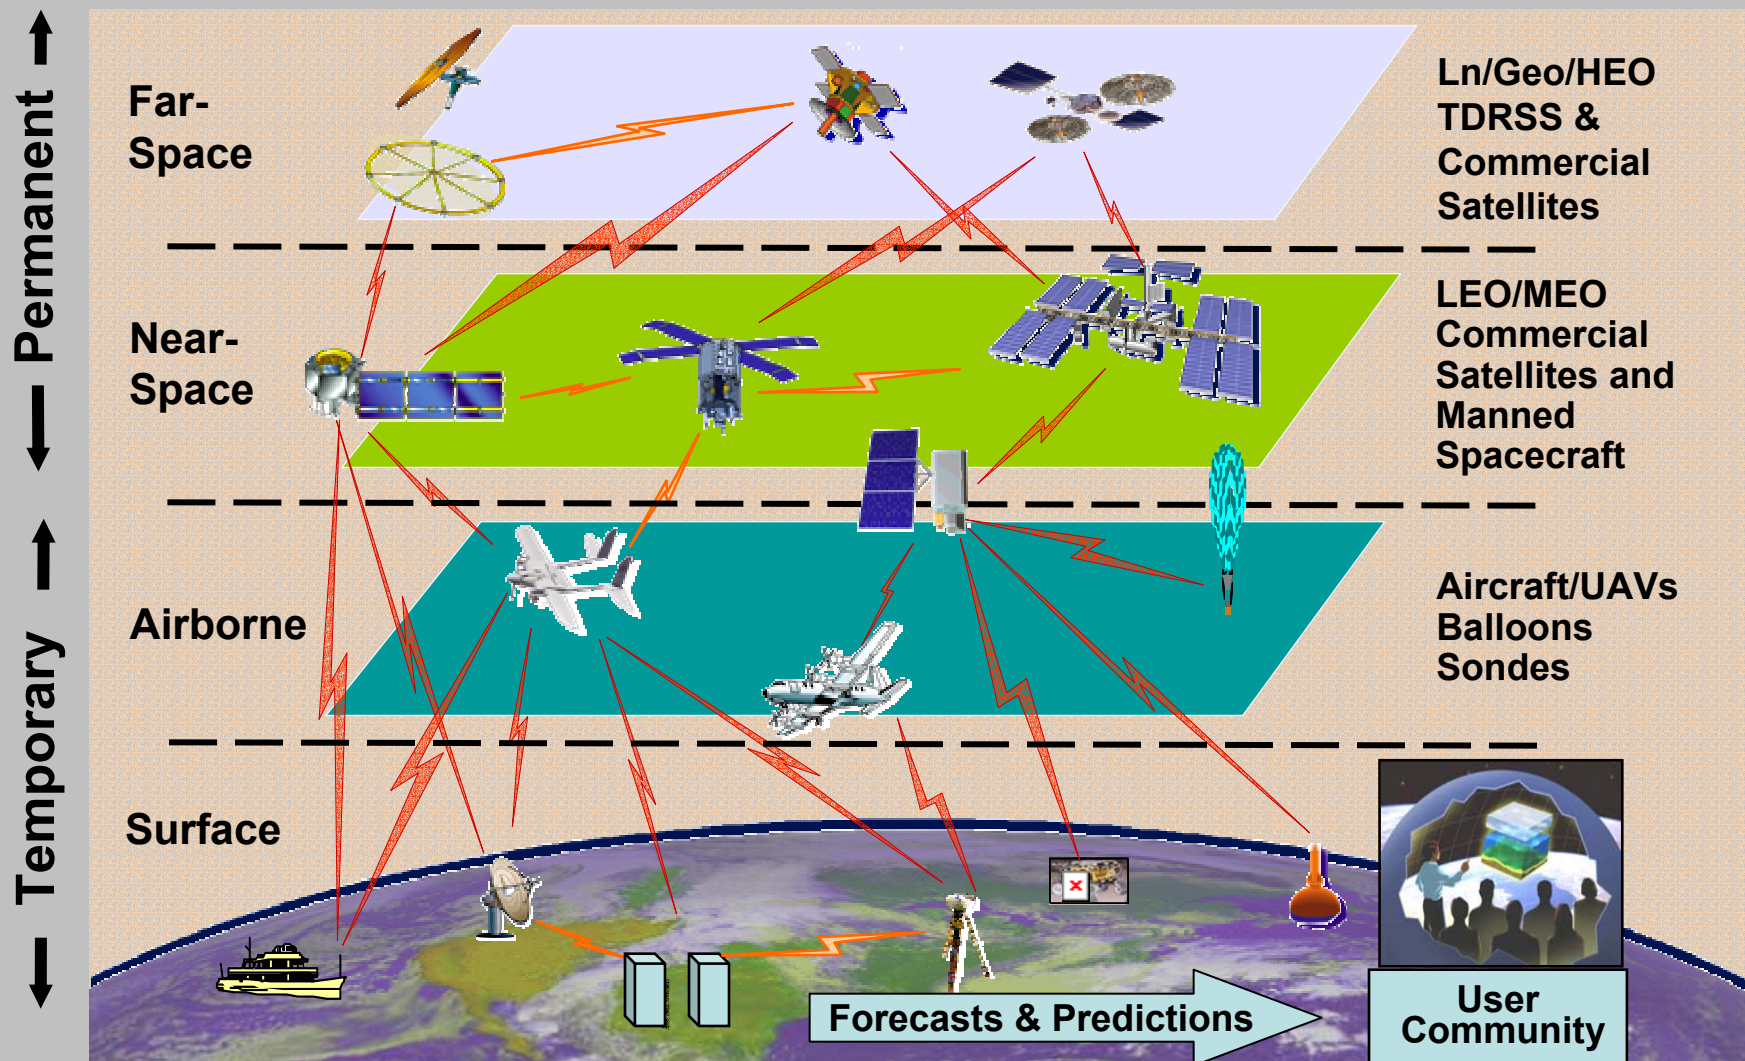 Permanent
Temporary
Far-
Space
Ln/Geo/HEO
TDRSS &
Commercial
Satellites
Near-
Space
LEO/MEO
Commercial
Satellites and
Manned
Spacecraft
Airborne
Aircraft/UAVs
Balloons
Sondes
Surface
Forecasts & Predictions
User
Community